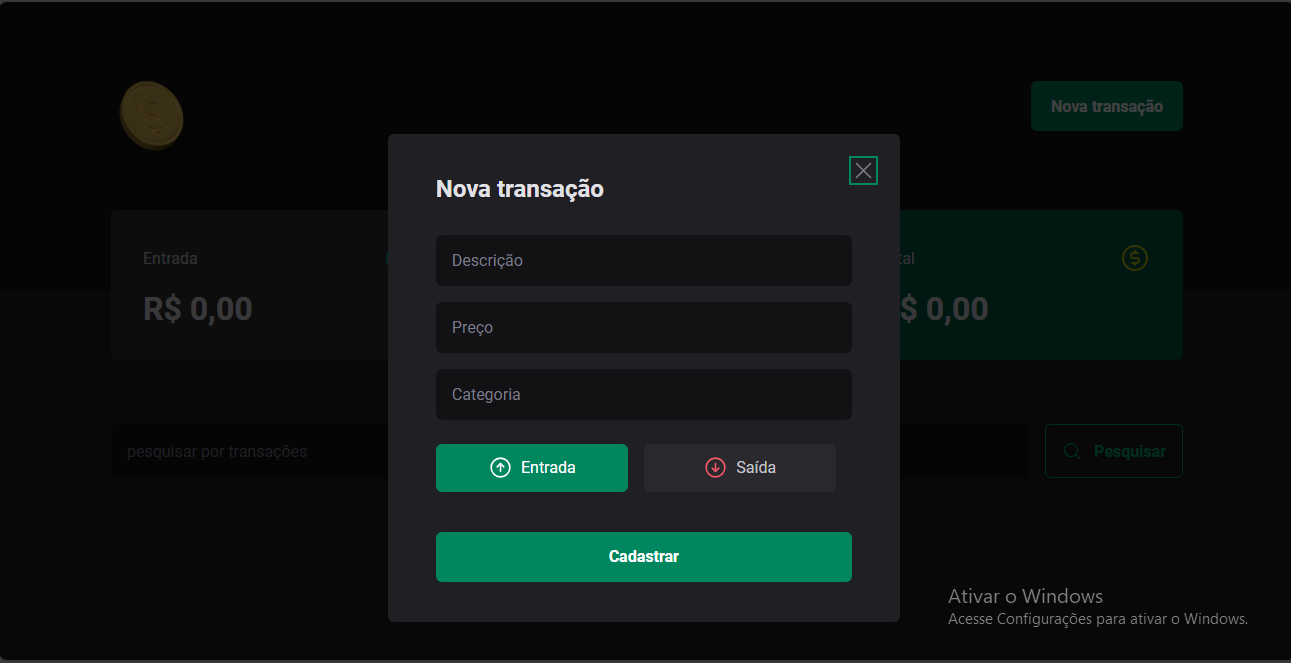 Nova transação
Nova transação
Entrada
R$ 0,00
tal
$ 0,00
Descrição
Preço
Categoria
Entrada
Saída
Cadastrar
pesquisar por transações
Pesquisar
Ativar o Windows
Acesse Configurações para ativar o Windows.